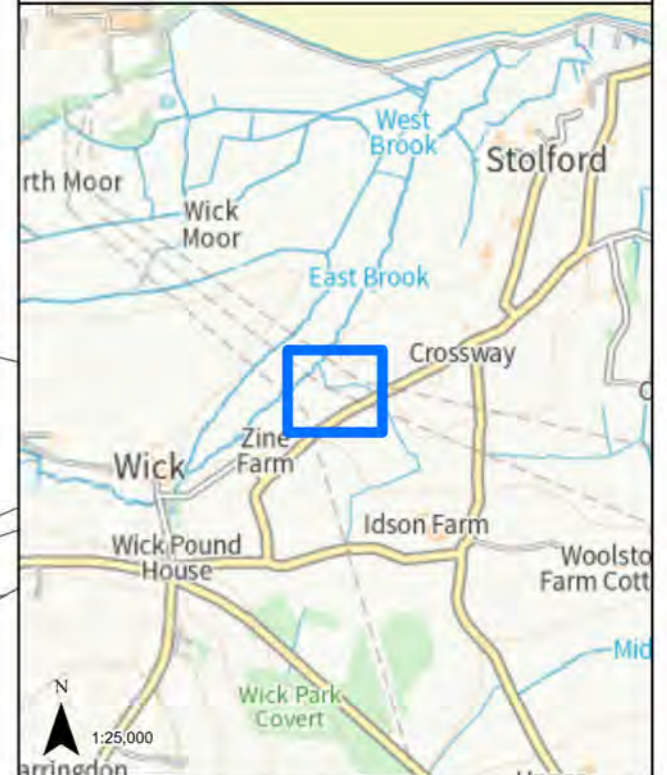 West
Brook
Stolford
rth Moor
Wick
Moor
East Brook
Crossway
Zine
Farm
Wick
Idson Farm
Wick Pound
House
Woolsto
Farm Cott
Mid
Wick Park
Covert
N
1:25,000
arringdon